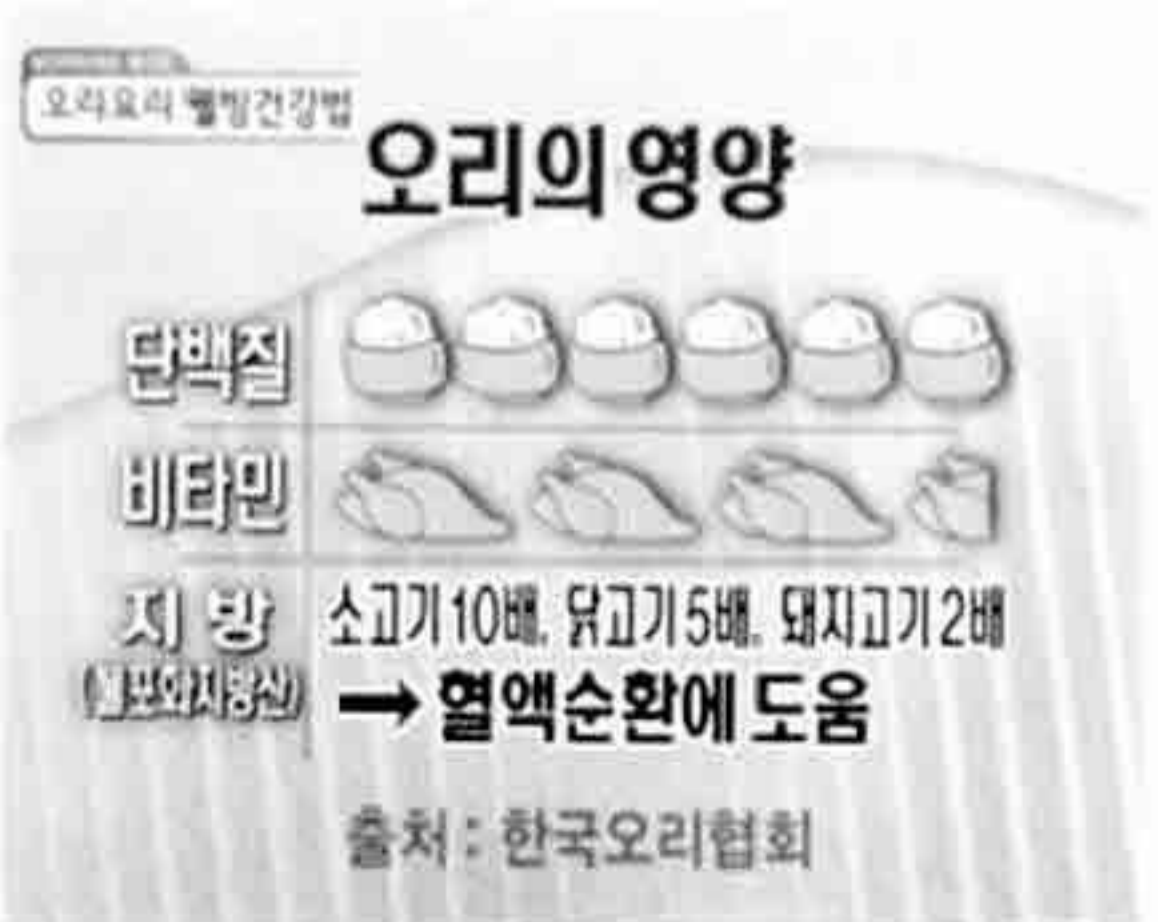 오리요리 웰빙건강법
오리의 영양
단백질
비타민
지 방
소고기 10배, 닭고기 5배, 돼지고기 2배
(불포화지방산)
➡ 혈액순환에 도움
출처 : 한국오리협회